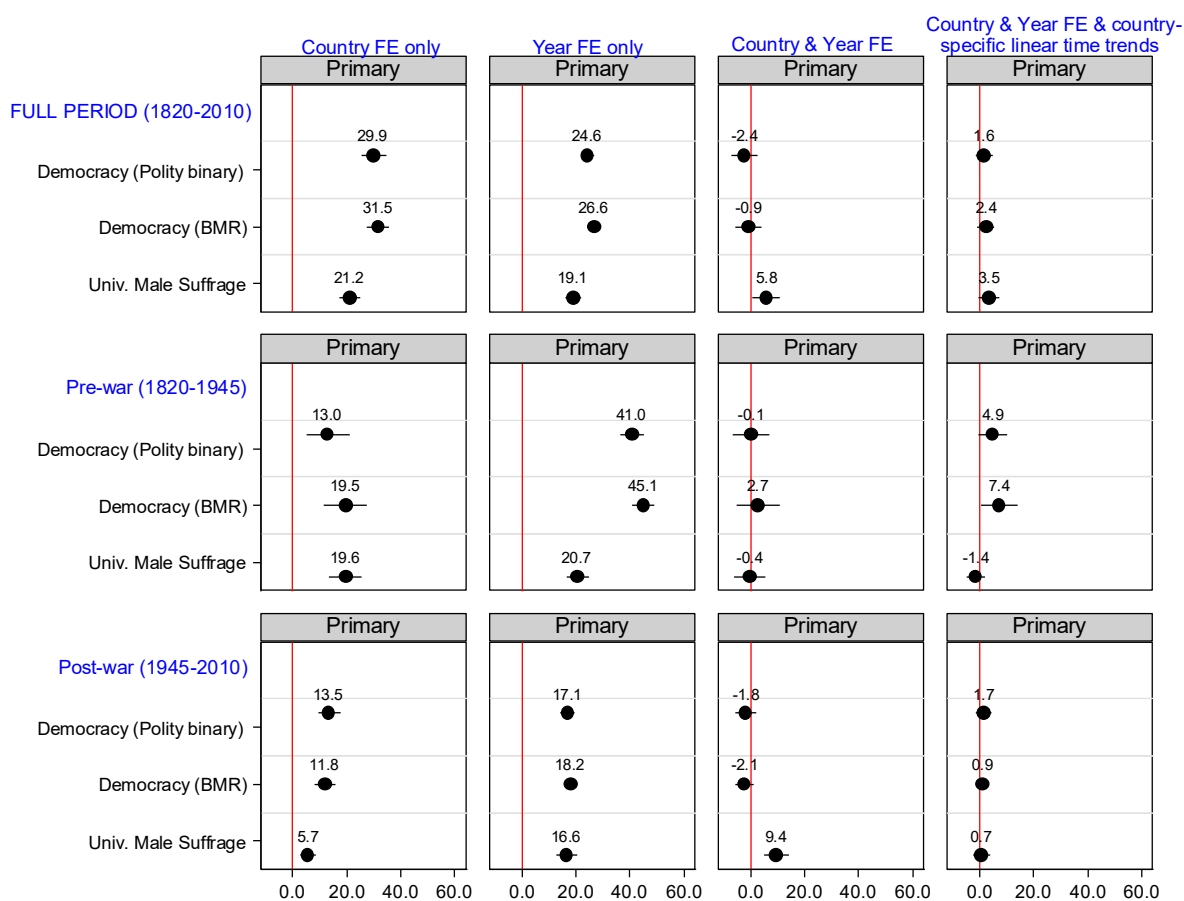 Country FE only
Year FE only
Country & Year FE
Country & Year FE & country-
specific linear time trends
Primary
Primary
Primary
Primary
FULL PERIOD (1820-2010)
29.9
24.6
-2.4
1.6
Democracy (Polity binary)
31.5
26.6
-0.9
2.4
Democracy (BMR)
21.2
19.1
5.8
3.5
Univ. Male Suffrage
Primary
Primary
Primary
Primary
Pre-war (1820-1945)
13.0
41.0
-0.1
4.9
Democracy (Polity binary)
19.5
45.1
2.7
7.4
Democracy (BMR)
19.6
20.7
-0.4
-1.4
Univ. Male Suffrage
Primary
Primary
Primary
Primary
Post-war (1945-2010)
13.5
17.1
-1.8
1.7
Democracy (Polity binary)
11.8
18.2
-2.1
0.9
Democracy (BMR)
5.7
16.6
9.4
0.7
Univ. Male Suffrage
0.0 20.0 40.0 60.0
0.0 20.0 40.0 60.0
0.0 20.0 40.0 60.0
0.0 20.0 40.0 60.0